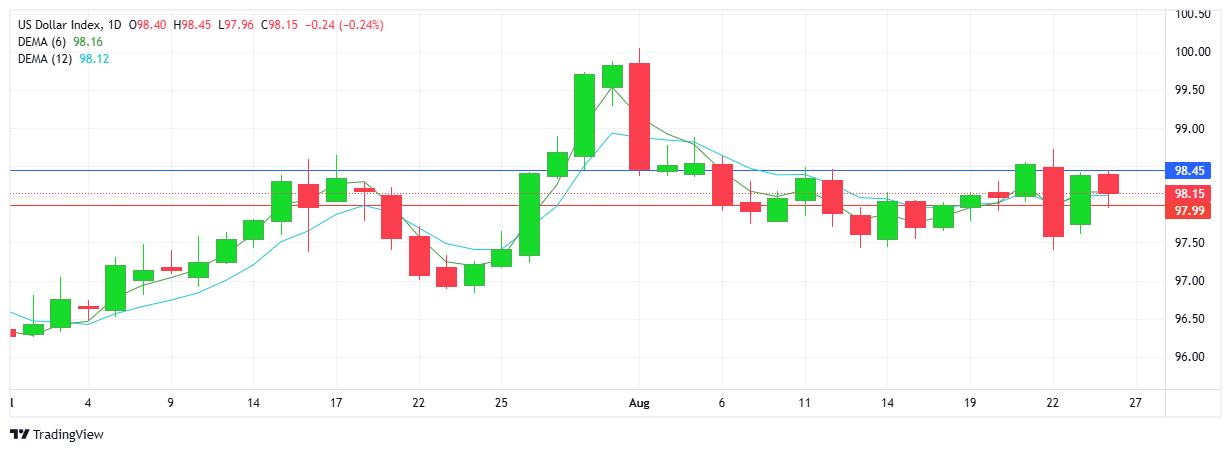 US Dollar Index, 1D O98.40 H98.45 L97.96 C98.15 −0.24 (−0.24%)
DEMA (6) 98.16
DEMA (12) 98.12
100.50
100.00
99.50
99.00
98.45
98.15
97.99
97.50
97.00
96.50
96.00
4 9 14 17 22 25 Aug 6 11 14 19 22 27
TradingView